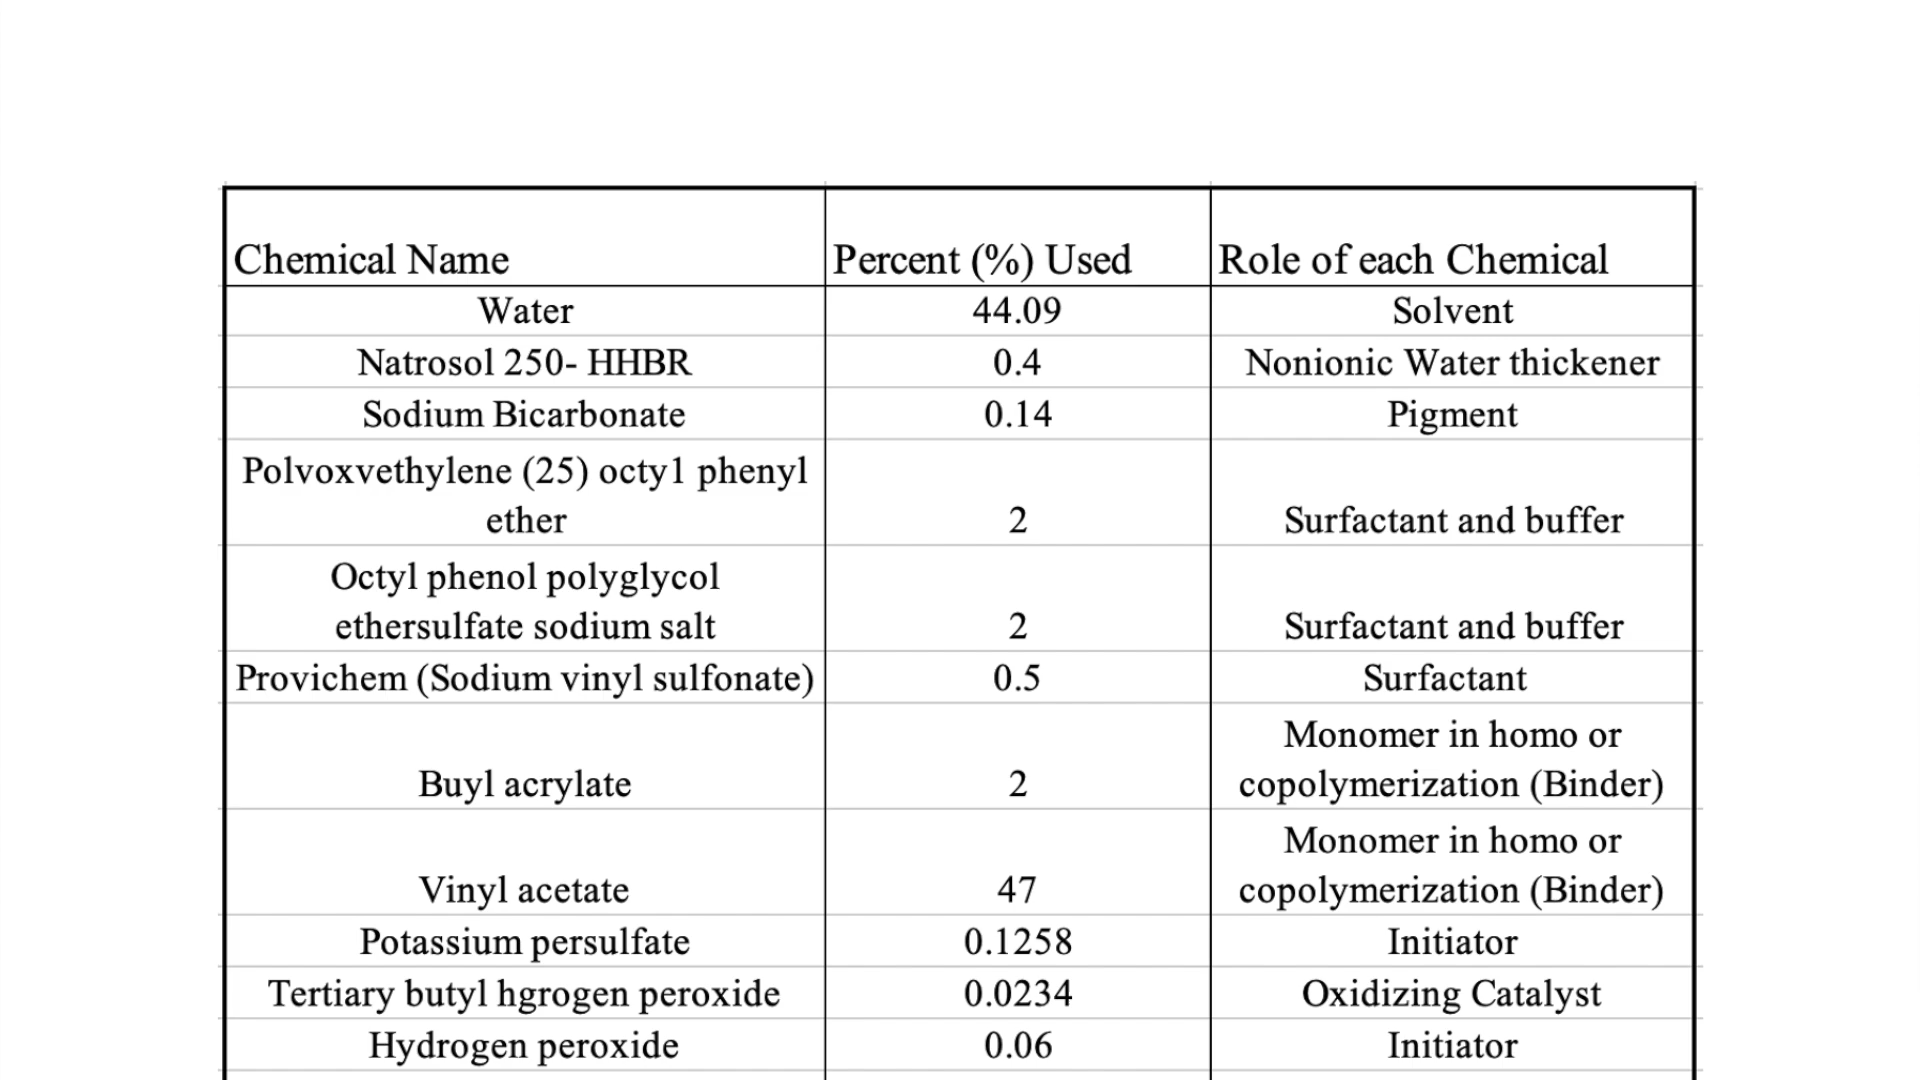 Chemical Name Percent (%) Used Role of each Chemical
Water 44.09 Solvent
Natrosol 250- HHBR 0.4 Nonionic Water thickener
Sodium Bicarbonate 0.14 Pigment
Polvoxvethylene (25) octy1 phenyl
ether 2 Surfactant and buffer
Octyl phenol polyglycol
ethersulfate sodium salt 2 Surfactant and buffer
Provichem (Sodium vinyl sulfonate) 0.5 Surfactant
Monomer in homo or
Buyl acrylate 2 copolymerization (Binder)
Monomer in homo or
Vinyl acetate 47 copolymerization (Binder)
Potassium persulfate 0.1258 Initiator
Tertiary butyl hgrogen peroxide 0.0234 Oxidizing Catalyst
Hydrogen peroxide 0.06 Initiator